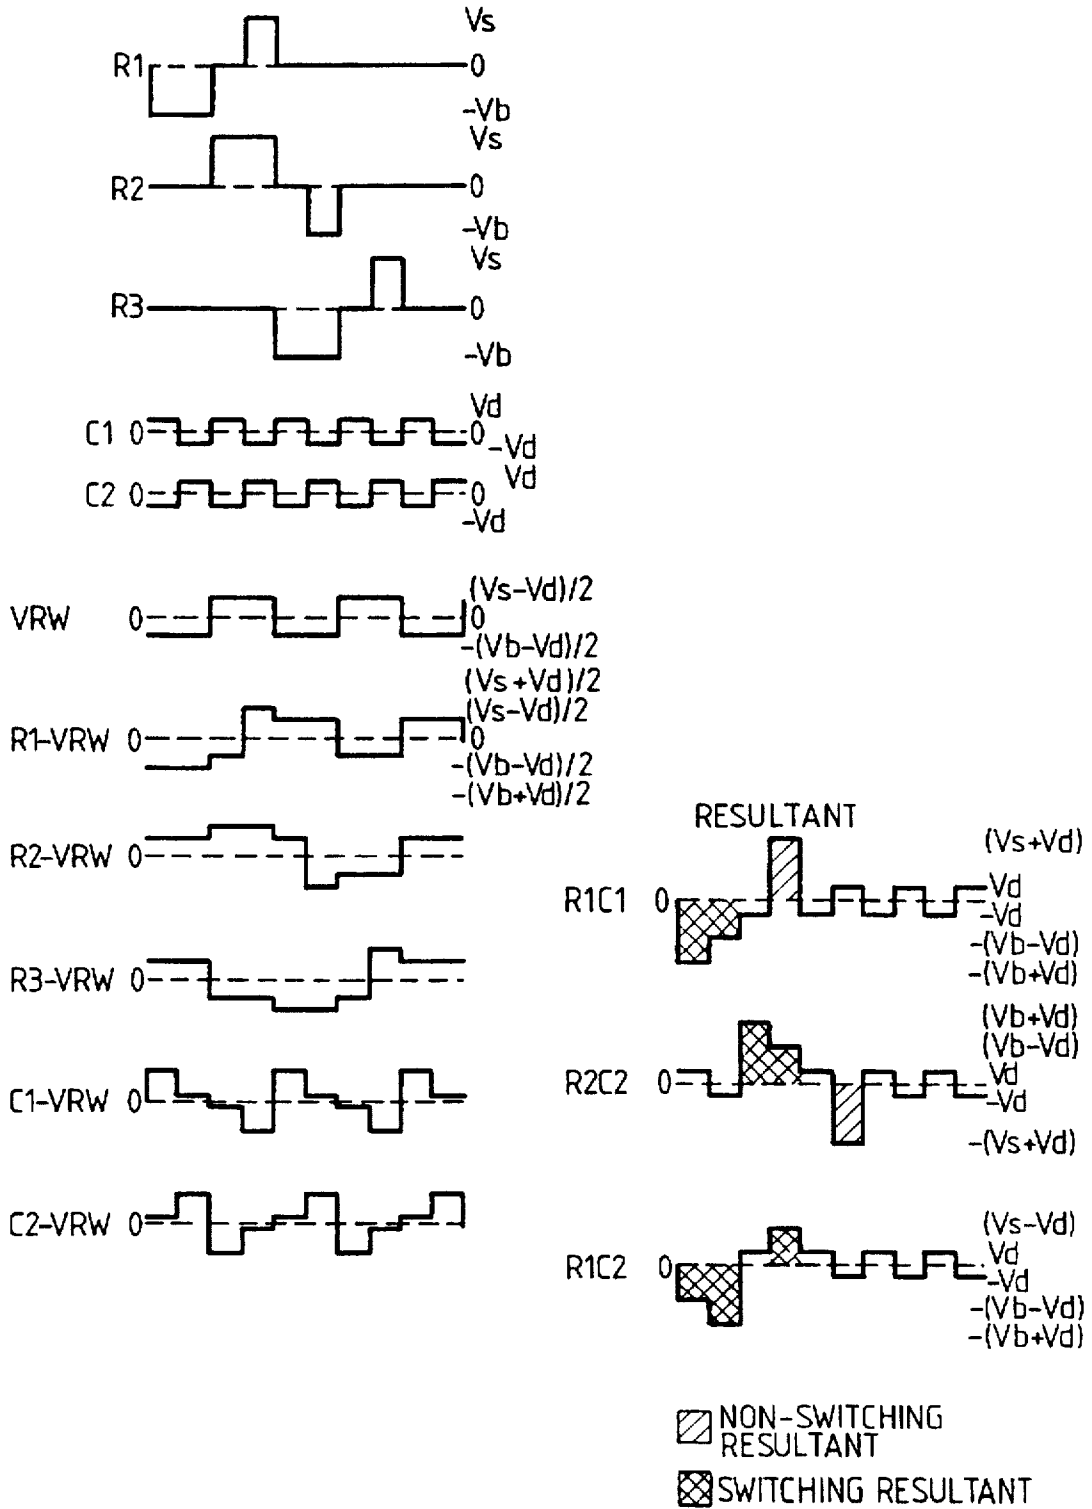 Vs
R1 0
-Vb
Vs
R2 0
-Vb
Vs
R3 0
-Vb
Vd
C1 0 0
-Vd
Vd
C2 0 0
-Vd
(Vs-Vd)/2
VRW 0 0
-(Vb-Vd)/2
(Vs+Vd)/2
(Vs-Vd)/2
R1-VRW 0 0
-(Vb-Vd)/2
-(Vb+Vd)/2
R2-VRW 0
R3-VRW 0
C1-VRW 0
C2-VRW 0
RESULTANT
(Vs+Vd)
Vd
R1C1 0
-Vd
-(Vb-Vd)
-(Vb+Vd)
(Vb+Vd)
(Vb-Vd)
Vd
R2C2 0
-Vd
-(Vs+Vd)
(Vs-Vd)
Vd
R1C2 0
-Vd
-(Vb-Vd)
-(Vb+Vd)
NON-SWITCHING
RESULTANT
SWITCHING RESULTANT